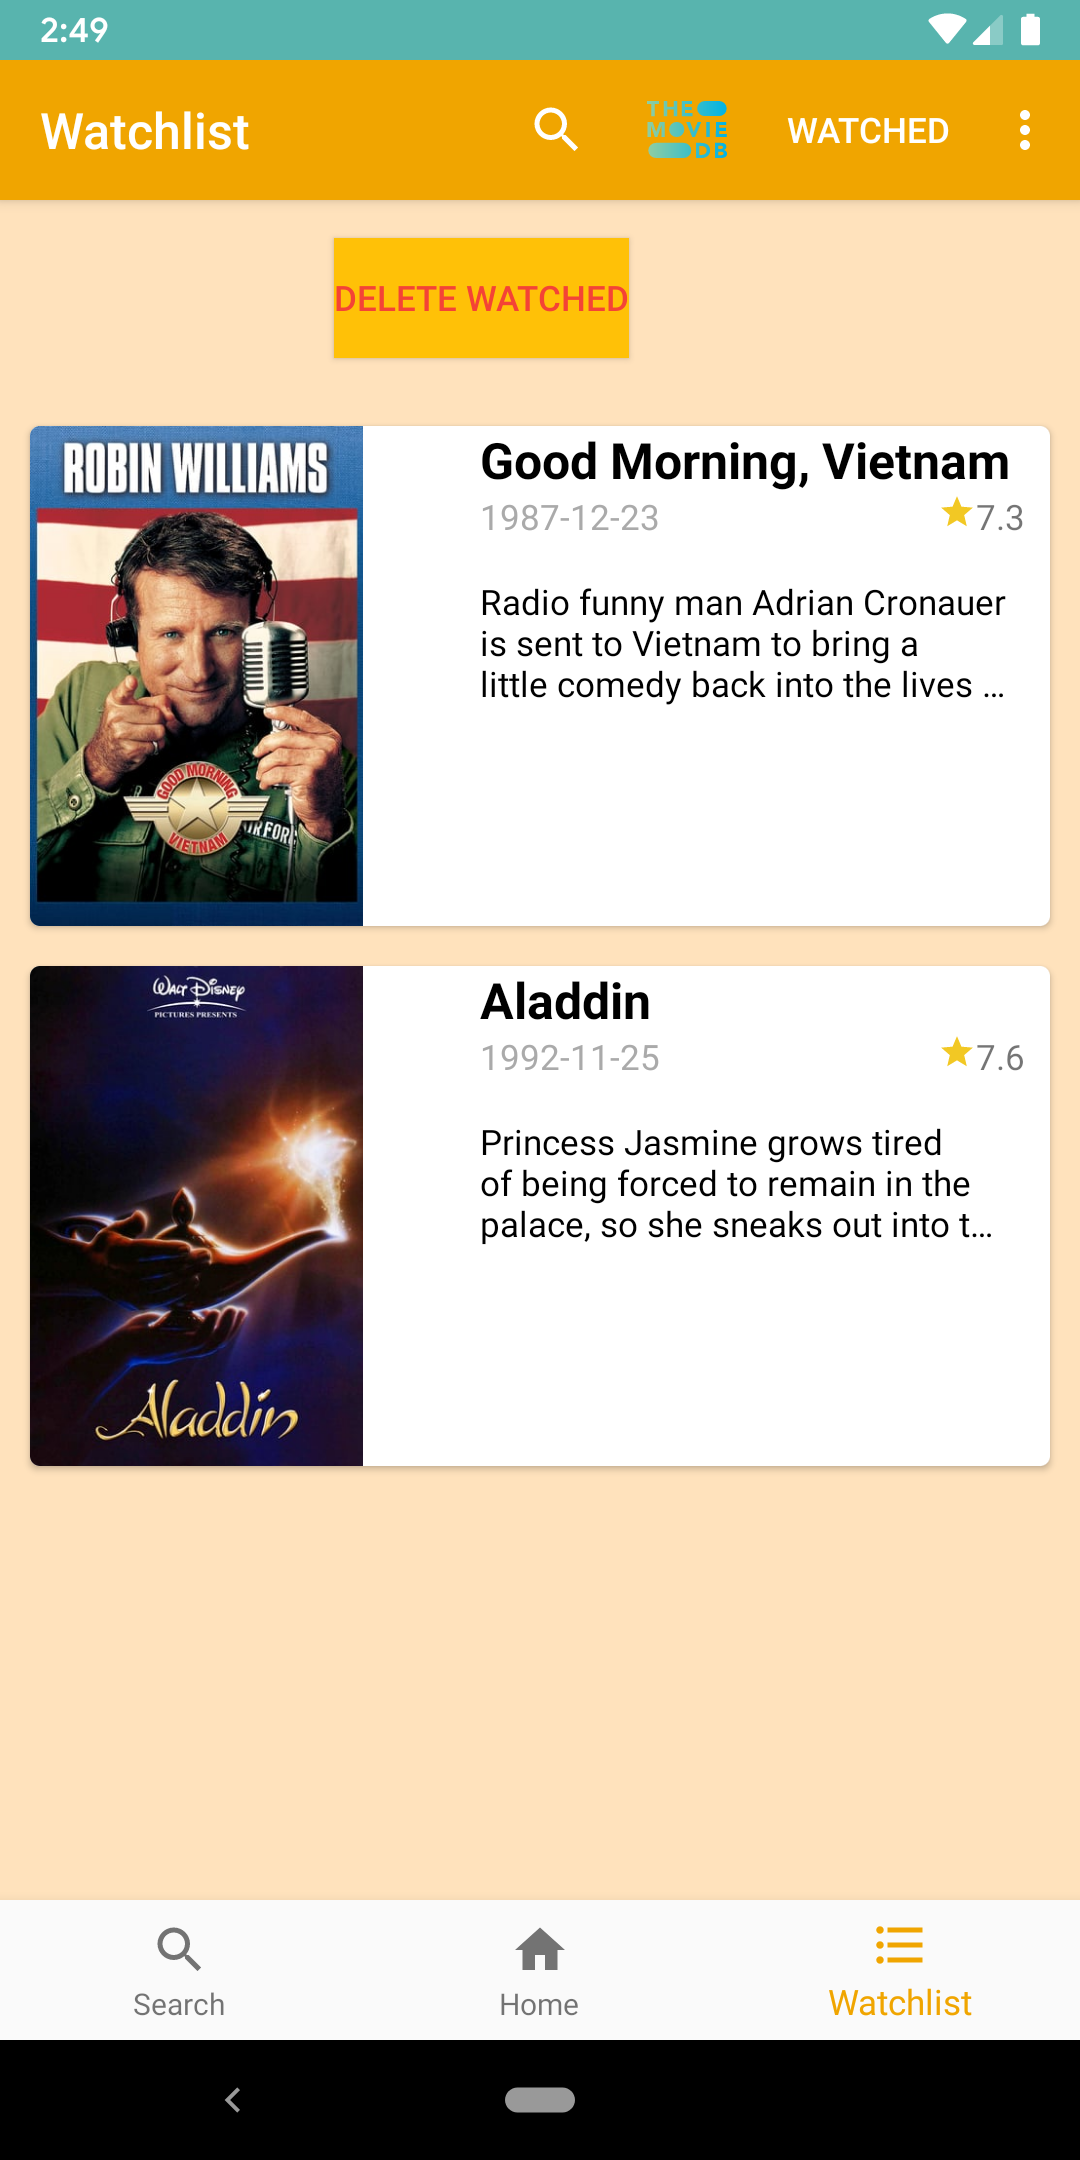 2:49
Watchlist
THE
MOVIE
DB
WATCHED
DELETE WATCHED
ROBIN WILLIAMS
GOOD MORNING
VIETNAM
IR FOR
Good Morning, Vietnam
1987-12-23
7.3
Radio funny man Adrian Cronauer
is sent to Vietnam to bring a
little comedy back into the lives …
WALT DISNEY
PICTURES PRESENTS
Aladdin
Aladdin
1992-11-25
7.6
Princess Jasmine grows tired
of being forced to remain in the
palace, so she sneaks out into t…
Search
Home
Watchlist